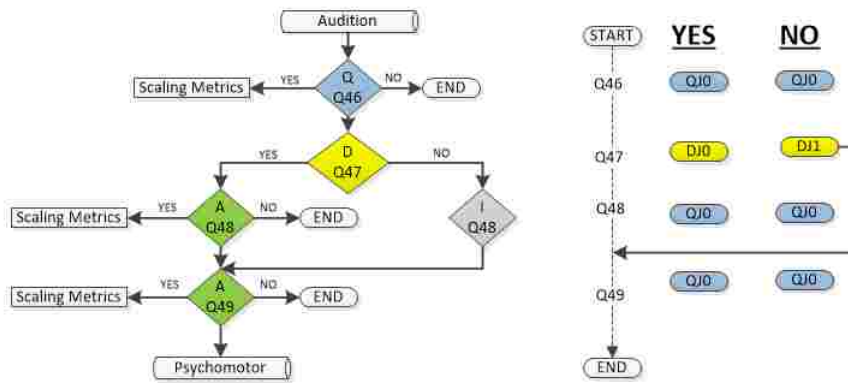 Audition
Q
Q46
YES
NO
Scaling Metrics
END
D
Q47
YES
NO
A
Q48
YES
NO
Scaling Metrics
END
I
Q48
A
Q49
YES
NO
Scaling Metrics
END
Psychomotor
START
YES
NO
Q46
QJ0
QJ0
Q47
DJ0
DJ1
Q48
QJ0
QJ0
Q49
QJ0
QJ0
END